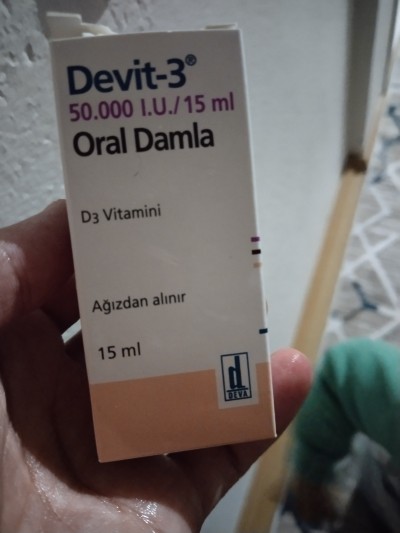 Devit-3®
50.000 I.U./15 ml
Oral Damla
D3 Vitamini
Ağızdan alınır
15 ml
d
DEVA